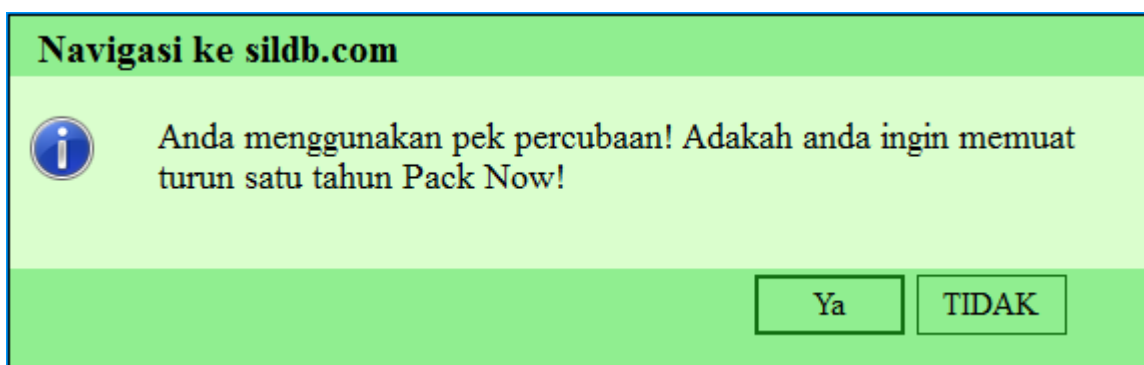 Navigasi ke sildb.com
Anda menggunakan pek percubaan! Adakah anda ingin memuat
turun satu tahun Pack Now!
Ya
TIDAK